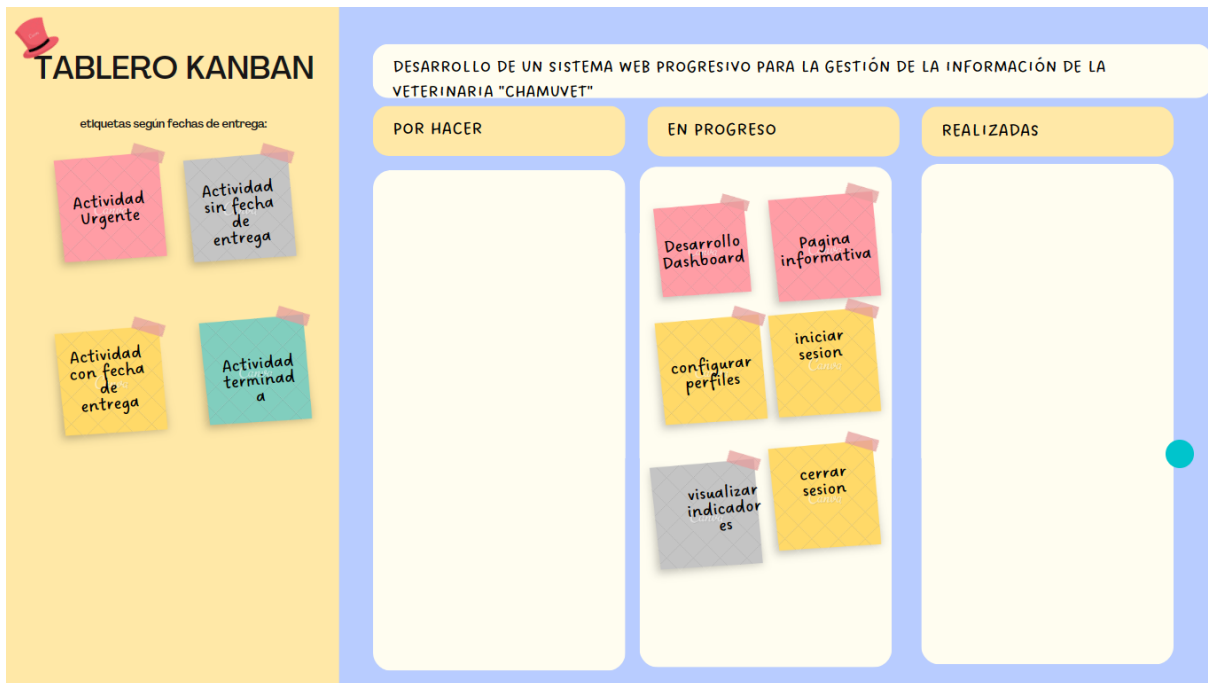 TABLERO KANBAN
etiquetas según fechas de entrega:
Actividad
Urgente
Actividad
sin fecha
de
entrega
Actividad
con fecha
de
entrega
Actividad
terminad
a
DESARROLLO DE UN SISTEMA WEB PROGRESIVO PARA LA GESTIÓN DE LA INFORMACIÓN DE LA
VETERINARIA "CHAMUVET"
POR HACER
EN PROGRESO
Desarrollo
Dashboard
Pagina
informativa
configurar
perfiles
iniciar
sesion
Canva
visualizar
indicador
es
cerrar
sesion
Canva
REALIZADAS